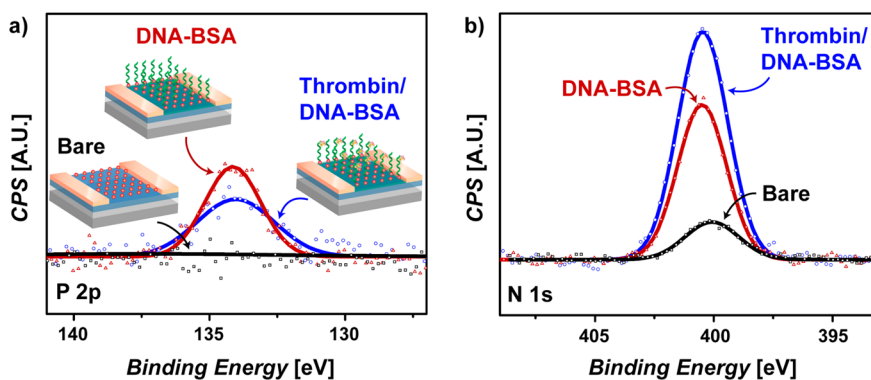 a)
DNA-BSA
Thrombin/
DNA-BSA
Bare
P 2p
CPS [A.U.]
140
135
130
Binding Energy [eV]
b)
Thrombin/
DNA-BSA
DNA-BSA
Bare
N 1s
CPS [A.U.]
405
400
395
Binding Energy [eV]